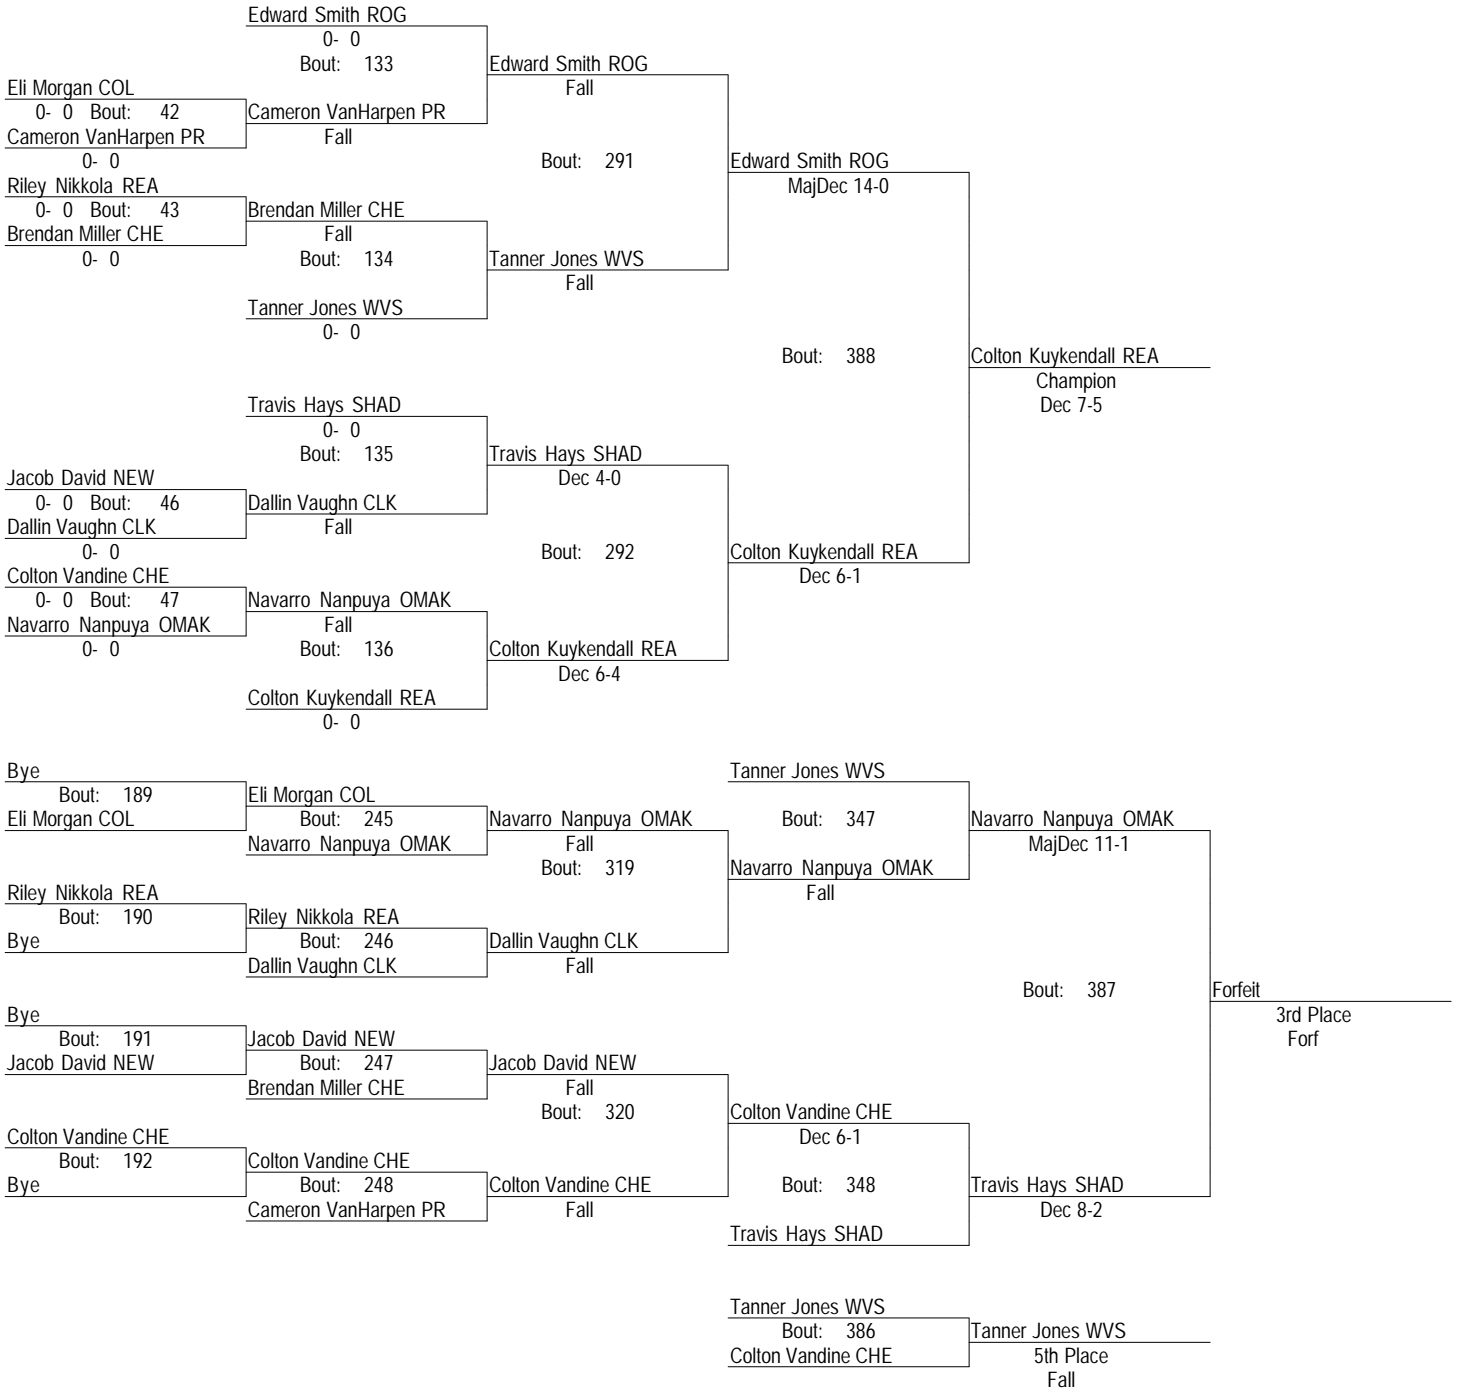 Edward Smith ROG
0- 0
Bout: 133
Edward Smith ROG
Fall
Eli Morgan COL
0- 0 Bout: 42
Cameron VanHarpen PR
Cameron VanHarpen PR
Fall
0- 0
Bout: 291
Edward Smith ROG
MajDec 14-0
Riley Nikkola REA
0- 0 Bout: 43
Brendan Miller CHE
Brendan Miller CHE
Fall
0- 0
Bout: 134
Tanner Jones WVS
Fall
Tanner Jones WVS
0- 0
Bout: 388
Colton Kuykendall REA
Champion
Dec 7-5
Travis Hays SHAD
0- 0
Bout: 135
Travis Hays SHAD
Dec 4-0
Jacob David NEW
0- 0 Bout: 46
Dallin Vaughn CLK
Dallin Vaughn CLK
Fall
0- 0
Bout: 292
Colton Kuykendall REA
Dec 6-1
Colton Vandine CHE
0- 0 Bout: 47
Navarro Nanpuya OMAK
Navarro Nanpuya OMAK
Fall
0- 0
Bout: 136
Colton Kuykendall REA
Dec 6-4
Colton Kuykendall REA
0- 0
Bye
Bout: 189
Eli Morgan COL
Eli Morgan COL
Bout: 245
Navarro Nanpuya OMAK
Navarro Nanpuya OMAK
Fall
Bout: 319
Tanner Jones WVS
Bout: 347
Navarro Nanpuya OMAK
Fall
Navarro Nanpuya OMAK
MajDec 11-1
Riley Nikkola REA
Bout: 190
Bye
Riley Nikkola REA
Bout: 246
Dallin Vaughn CLK
Dallin Vaughn CLK
Fall
Bout: 387
Forfeit
3rd Place
Forf
Bye
Bout: 191
Jacob David NEW
Jacob David NEW
Bout: 247
Brendan Miller CHE
Jacob David NEW
Fall
Bout: 320
Colton Vandine CHE
Dec 6-1
Colton Vandine CHE
Bout: 192
Bye
Colton Vandine CHE
Bout: 248
Cameron VanHarpen PR
Colton Vandine CHE
Fall
Bout: 348
Travis Hays SHAD
Travis Hays SHAD
Dec 8-2
Tanner Jones WVS
Bout: 386
Colton Vandine CHE
Tanner Jones WVS
5th Place
Fall